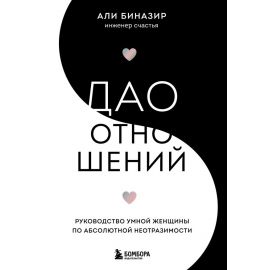 АЛИ БИНАЗИР
инженер счастья
ДАО
ОТНО
ШЕНИЙ
РУКОВОДСТВО УМНОЙ ЖЕНЩИНЫ
ПО АБСОЛЮТНОЙ НЕОТРАЗИМОСТИ
БОМБОРА